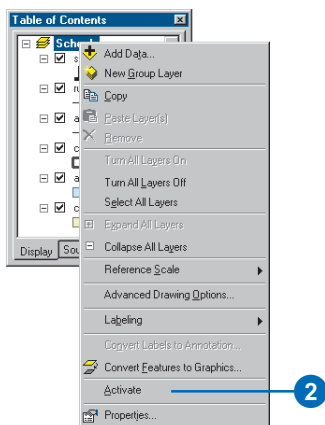 Table of Contents
Add Data...
New Group Layer
Copy
Paste Layer(s)
Remove
Turn All Layers On
Turn All Layers Off
Select All Layers
Expand All Layers
Collapse All Layers
Reference Scale
Advanced Drawing Options...
Labeling
Convert Labels to Annotation...
Convert Features to Graphics...
Activate
2
Properties...
Display